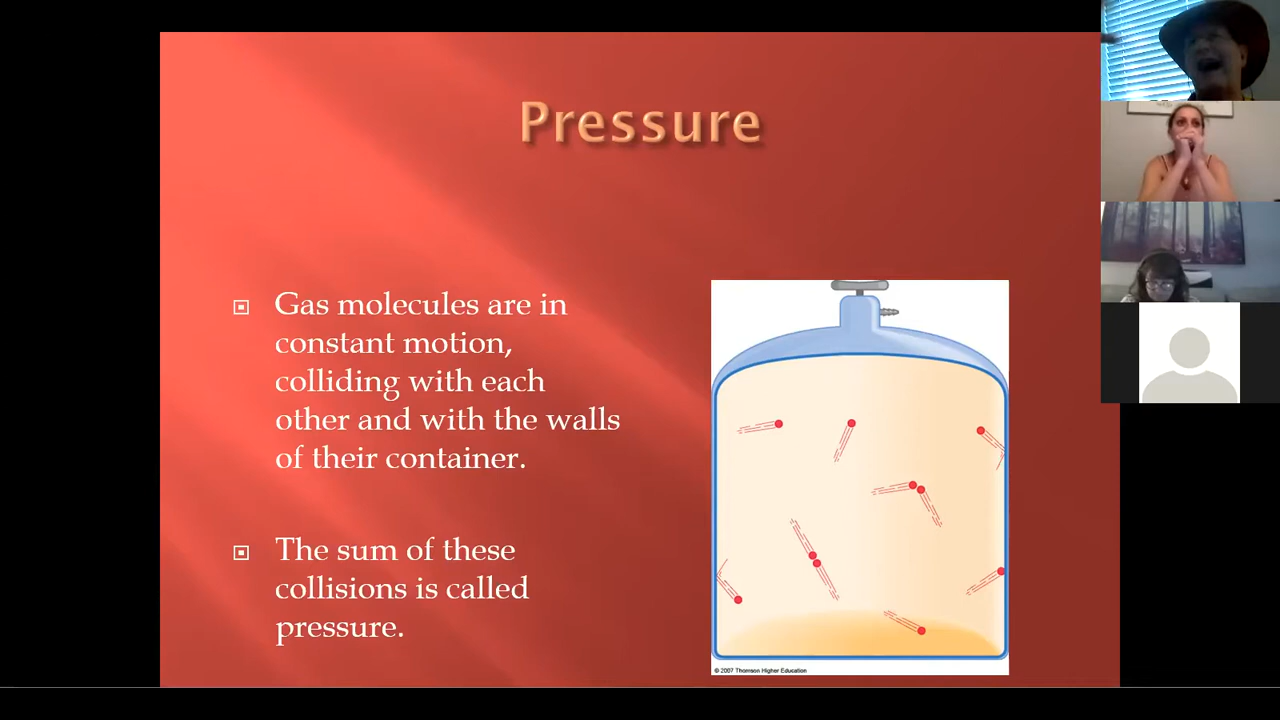 Pressure
Gas molecules are in
constant motion,
colliding with each
other and with the walls
of their container.
The sum of these
collisions is called
pressure.
© 2007 Thomson Higher Education